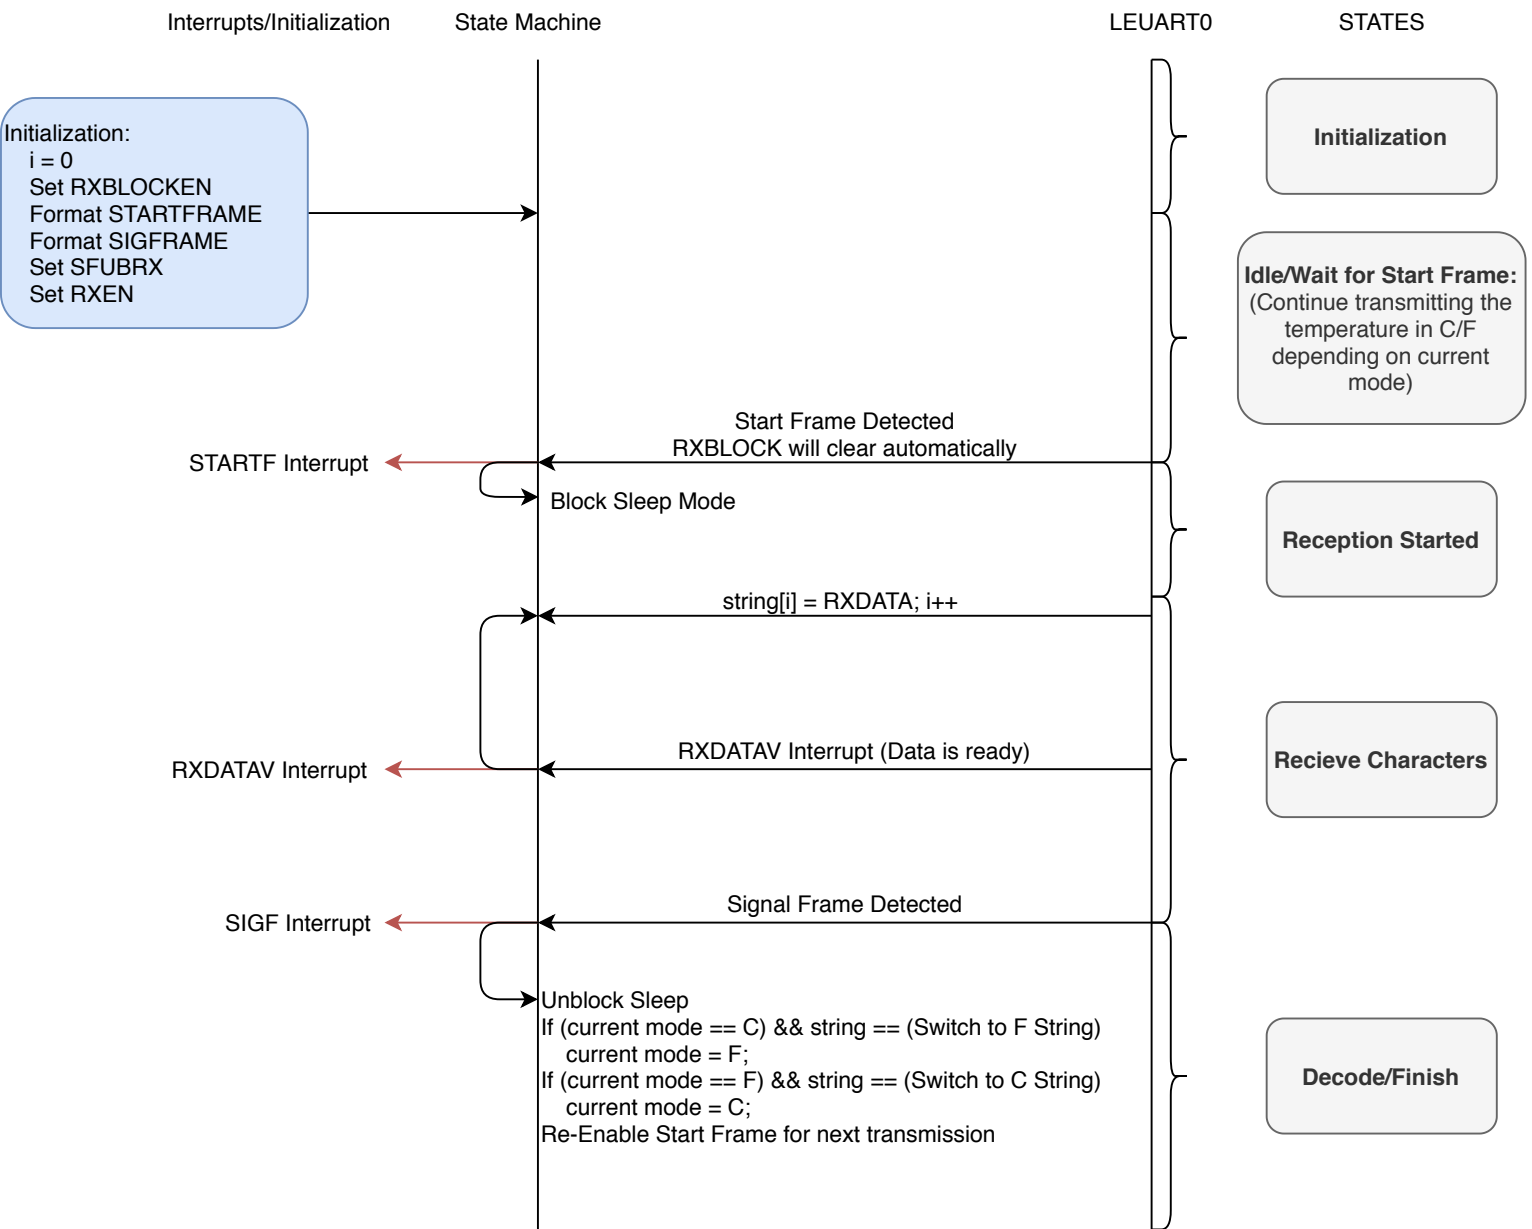 Interrupts/Initialization
State Machine
LEUART0
STATES
Initialization:
i = 0
Set RXBLOCKEN
Format STARTFRAME
Format SIGFRAME
Set SFUBRX
Set RXEN
Initialization
Idle/Wait for Start Frame:
(Continue transmitting the
temperature in C/F
depending on current
mode)
Start Frame Detected
RXBLOCK will clear automatically
STARTF Interrupt
Block Sleep Mode
Reception Started
string[i] = RXDATA; i++
RXDATAV Interrupt (Data is ready)
RXDATAV Interrupt
Recieve Characters
Signal Frame Detected
SIGF Interrupt
Unblock Sleep
If (current mode == C) && string == (Switch to F String)
current mode = F;
If (current mode == F) && string == (Switch to C String)
current mode = C;
Re-Enable Start Frame for next transmission
Decode/Finish